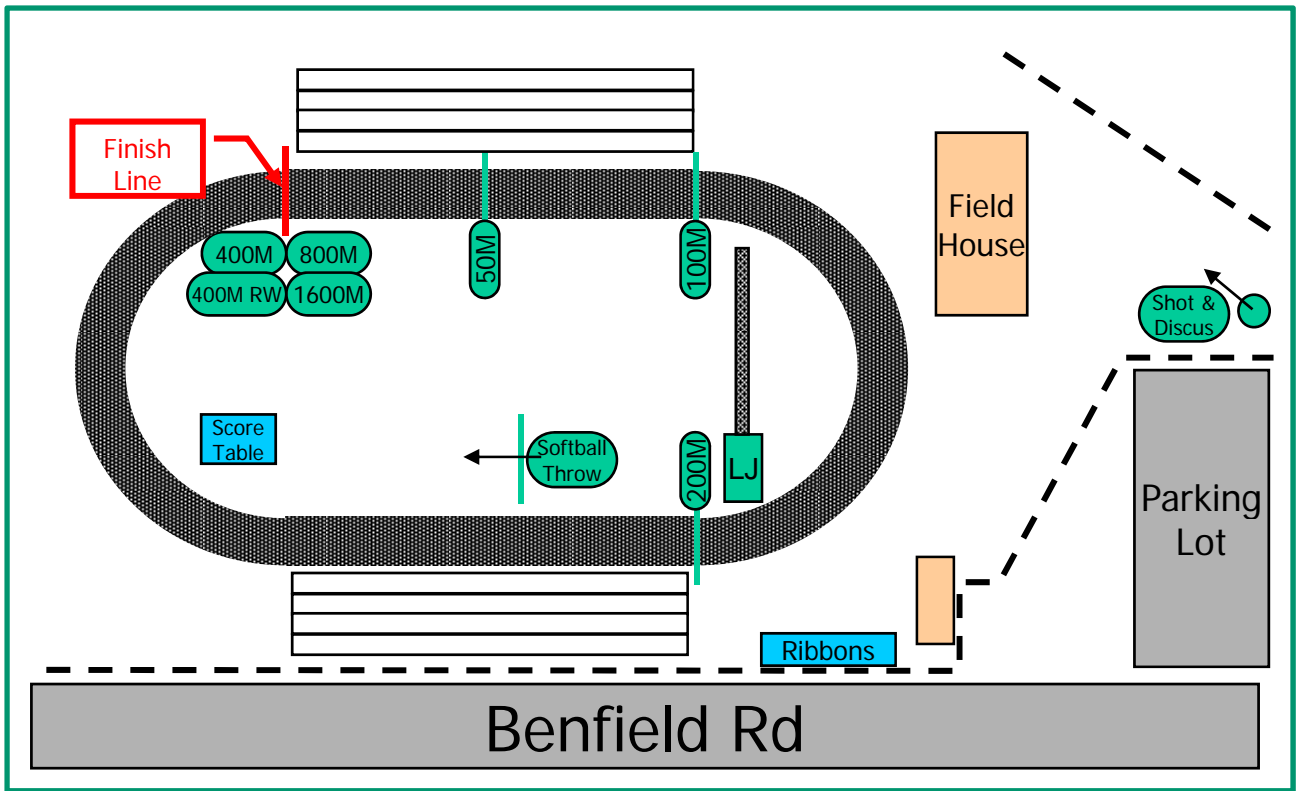 Finish
Line
400M
800M
400M RW
1600M
50M
100M
Field
House
Shot &
Discus
Score
Table
Softball
Throw
200M
LJ
Parking
Lot
Ribbons
Benfield Rd